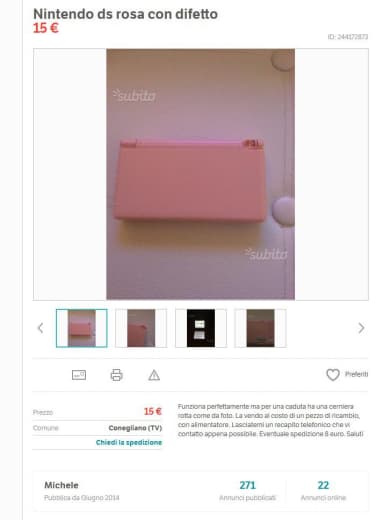 Nintendo ds rosa con difetto
15 €
ID: 244172873
subito
subito
Preferiti
Prezzo 15 €
Comune Conegliano (TV)
Chiedi la spedizione
Funziona perfettamente ma per una caduta ha una cerniera
rotta come da foto. La vendo al costo di un pezzo di ricambio,
con alimentatore. Lasciatemi un recapito telefonico che vi
contatto appena possibile. Eventuale spedizione 6 euro. Saluti
Michele
Pubblica da Giugno 2014
271
Annunci pubblicati
22
Annunci online